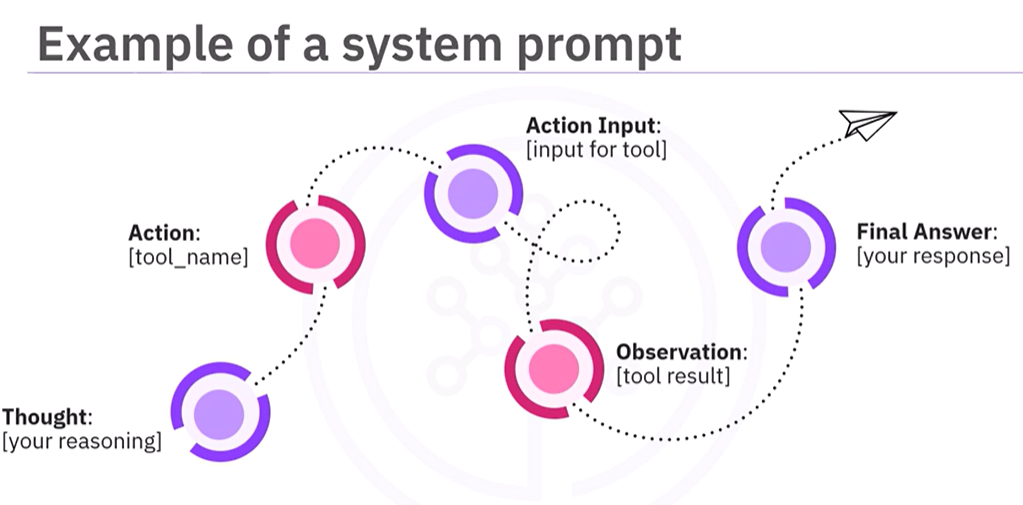 Example of a system prompt
Thought:
[your reasoning]
Action:
[tool_name]
Action Input:
[input for tool]
Observation:
[tool result]
Final Answer:
[your response]